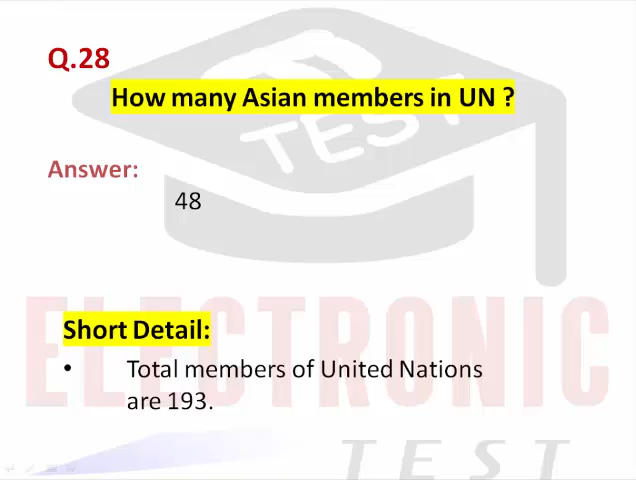 Q.28
How many Asian members in UN ?
TEST
Answer:
48
ELECTRONIC
Short Detail:
• Total members of United Nations
are 193.
TEST